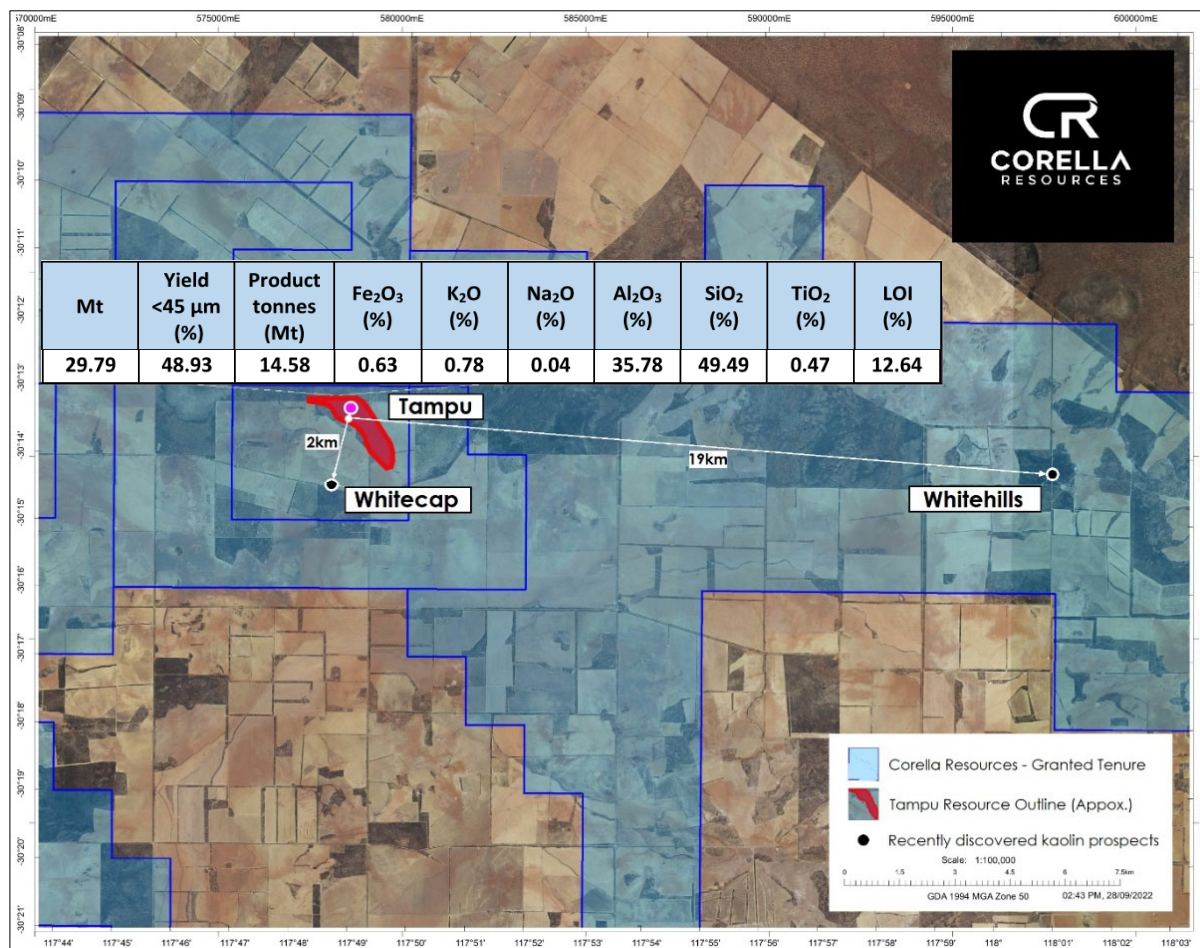 570000mE 575000mE 580000mE 585000mE 590000mE 595000mE 600000mE
-30°08'
-30°09'
-30°10'
-30°11'
-30°12'
-30°13'
-30°14'
-30°15'
-30°16'
-30°17'
-30°18'
-30°19'
-30°20'
-30°21'
CR
CORELLA
RESOURCES
Mt Yield <45 µm (%) Product tonnes (Mt) Fe₂O₃ (%) K₂O (%) Na₂O (%) Al₂O₃ (%) SiO₂ (%) TiO₂ (%) LOI (%)
29.79 48.93 14.58 0.63 0.78 0.04 35.78 49.49 0.47 12.64
Tampu
2km
19km
Whitecap
Whitehills
Corella Resources - Granted Tenure
Tampu Resource Outline (Appox.)
Recently discovered kaolin prospects
Scale: 1:100,000
0 1.5 3 4.5 6 7.5km
GDA 1994 MGA Zone 50 02:43 PM, 28/09/2022
117°44' 117°45' 117°47' 117°48' 117°49' 117°50' 117°52' 117°53' 117°54' 117°55' 117°57' 117°58' 117°59' 118° 118°01' 118°02' 118°03'